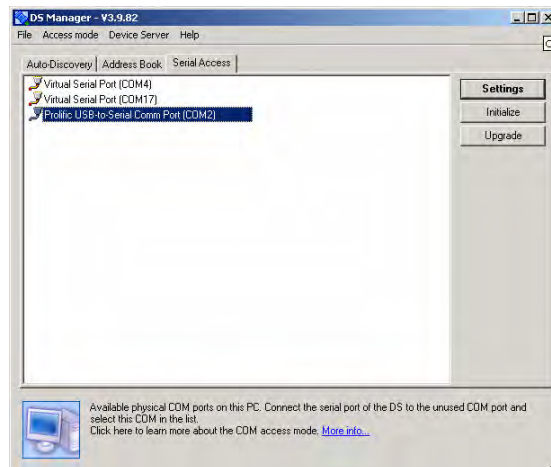 DS Manager - V3.9.82
File Access mode Device Server Help
Auto-Discovery Address Book Serial Access
Virtual Serial Port (COM4)
Virtual Serial Port (COM17)
Prolific USB-to-Serial Comm Port (COM2)
Settings
Initialize
Upgrade
Available physical COM ports on this PC. Connect the serial port of the DS to the unused COM port and
select this COM in the list.
Click here to learn more about the COM access mode. More info...